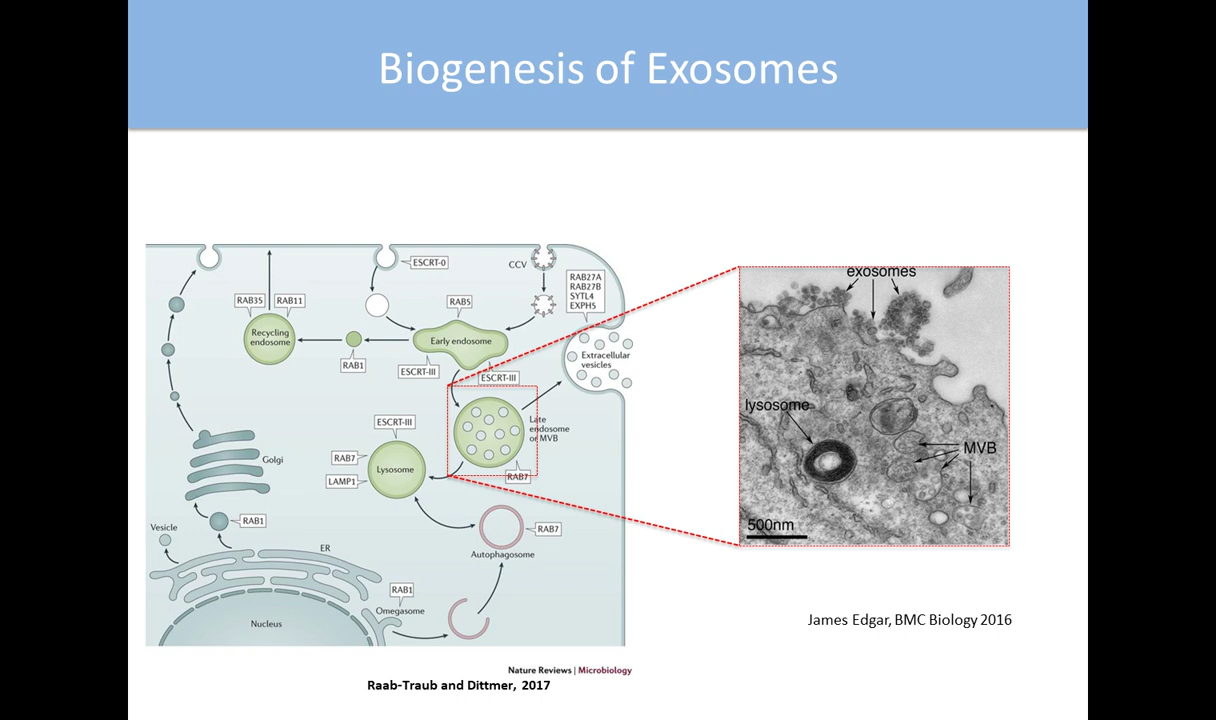 Biogenesis of Exosomes
ESCRT-0
CCV
RAB27A
RAB27B
SYTL4
EXPH5
RAB35
RAB11
RAB5
Recycling
endosome
Early endosome
RAB1
ESCRT-III
ESCRT-III
Extracellular
vesicles
ESCRT-III
Late
endosome
or MVB
RAB7
Lysosome
LAMP1
RAB7
Golgi
RAB1
Vesicle
ER
RAB7
Autophagosome
RAB1
Omegasome
Nucleus
exosomes
lysosome
MVB
500nm
James Edgar, BMC Biology 2016
Nature Reviews | Microbiology
Raab-Traub and Dittmer, 2017